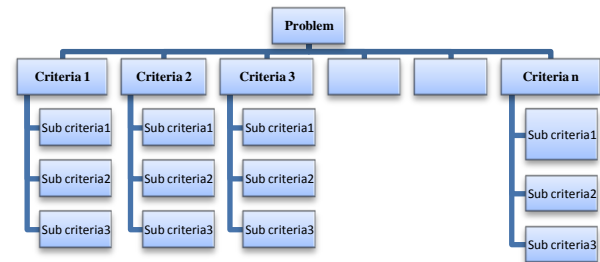 Problem
Criteria 1
Criteria 2
Criteria 3
Criteria n
Sub criteria1
Sub criteria1
Sub criteria1
Sub criteria1
Sub criteria2
Sub criteria2
Sub criteria2
Sub criteria2
Sub criteria3
Sub criteria3
Sub criteria3
Sub criteria3